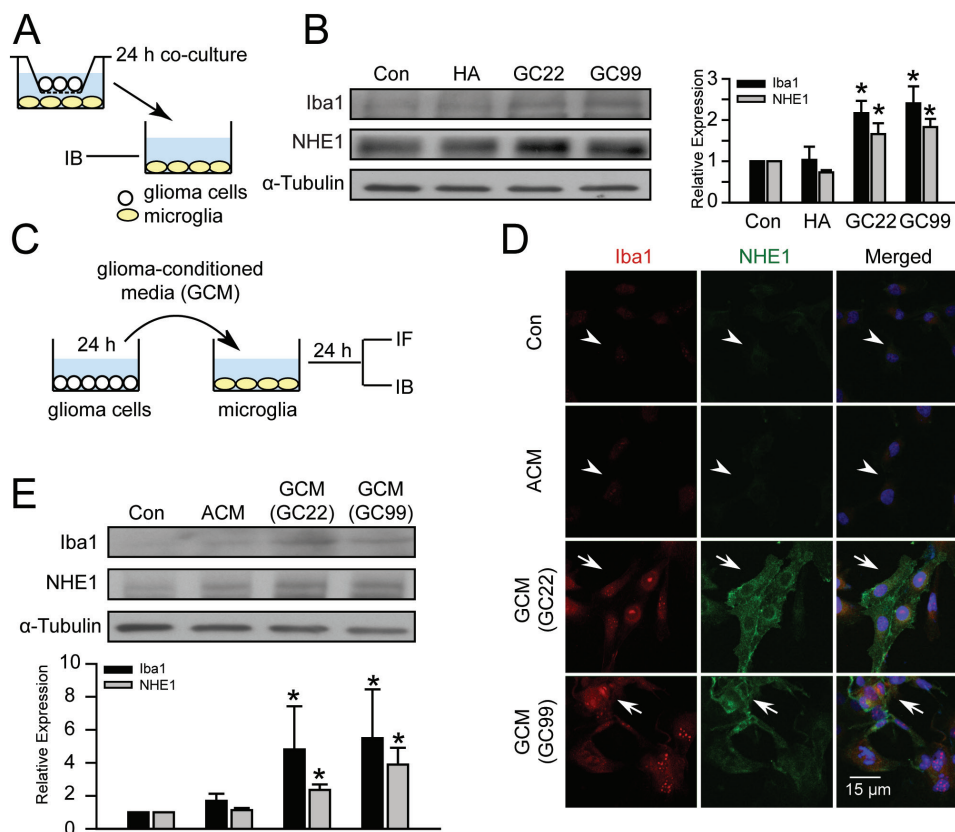 A
24 h co-culture
IB
glioma cells
microglia
B
Con HA GC22 GC99
Iba1
NHE1
α-Tubulin
Relative Expression
3
2
1
0
Iba1
NHE1
* * * *
Con HA GC22 GC99
C
glioma-conditioned
media (GCM)
24 h
glioma cells
microglia
24 h
IF
IB
D
Iba1 NHE1 Merged
Con
ACM
GCM
(GC22)
GCM
(GC99)
15 µm
E
Con ACM GCM (GC22) GCM (GC99)
Iba1
NHE1
α-Tubulin
Relative Expression
10
8
6
4
2
0
Iba1
NHE1
* * * *